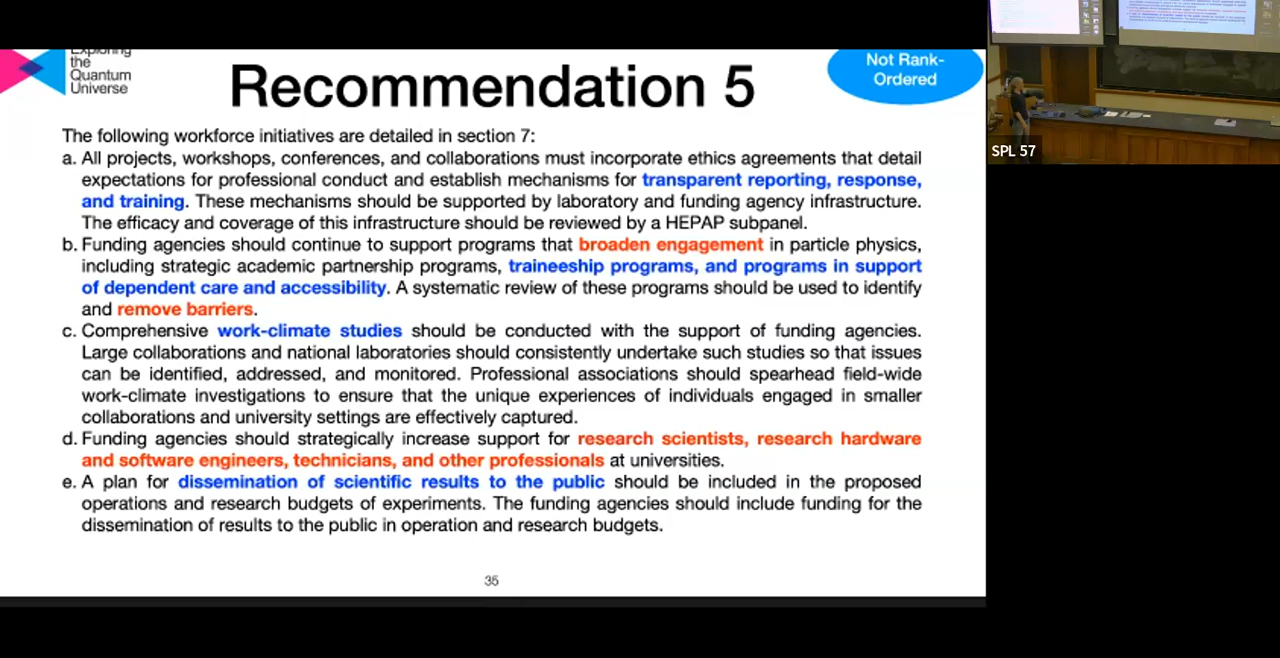 Exploring
the
Quantum
Universe
Recommendation 5
Not Rank-
Ordered
The following workforce initiatives are detailed in section 7:
a. All projects, workshops, conferences, and collaborations must incorporate ethics agreements that detail
expectations for professional conduct and establish mechanisms for transparent reporting, response,
and training. These mechanisms should be supported by laboratory and funding agency infrastructure.
The efficacy and coverage of this infrastructure should be reviewed by a HEPAP subpanel.
b. Funding agencies should continue to support programs that broaden engagement in particle physics,
including strategic academic partnership programs, traineeship programs, and programs in support
of dependent care and accessibility. A systematic review of these programs should be used to identify
and remove barriers.
c. Comprehensive work-climate studies should be conducted with the support of funding agencies.
Large collaborations and national laboratories should consistently undertake such studies so that issues
can be identified, addressed, and monitored. Professional associations should spearhead field-wide
work-climate investigations to ensure that the unique experiences of individuals engaged in smaller
collaborations and university settings are effectively captured.
d. Funding agencies should strategically increase support for research scientists, research hardware
and software engineers, technicians, and other professionals at universities.
e. A plan for dissemination of scientific results to the public should be included in the proposed
operations and research budgets of experiments. The funding agencies should include funding for the
dissemination of results to the public in operation and research budgets.
35
SPL 57